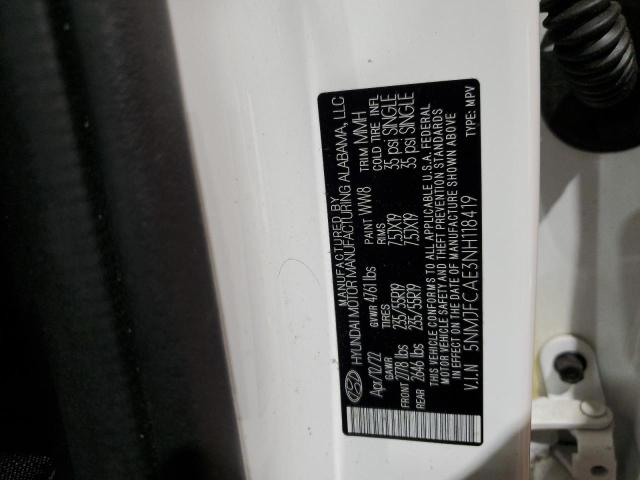 MANUFACTURED BY
HYUNDAI MOTOR MANUFACTURING ALABAMA, LLC
Apr/12/22 GVWR 4761 lbs PAINT WW8 TRIM MMH
GAWR TIRES RIMS COLD TIRE INFL
FRONT 2778 lbs 235/55R19 7.5JX19 35 psi SINGLE
REAR 2646 lbs 235/55R19 7.5JX19 35 psi SINGLE
THIS VEHICLE CONFORMS TO ALL APPLICABLE U.S.A. FEDERAL
MOTOR VEHICLE SAFETY AND THEFT PREVENTION STANDARDS
IN EFFECT ON THE DATE OF MANUFACTURE SHOWN ABOVE
V.I.N 5NMJFCAE3NH118419 TYPE: MPV